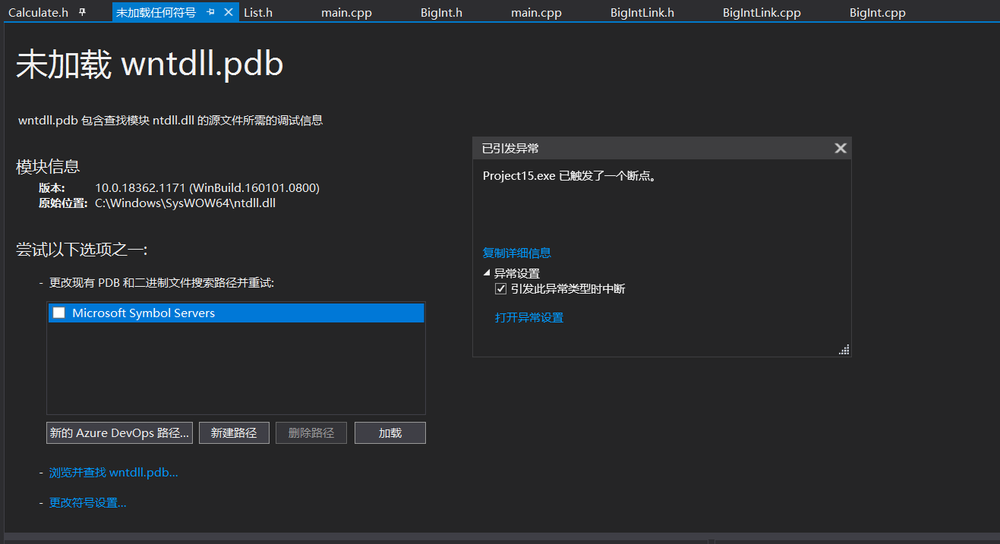 Calculate.h
未加载任何符号
List.h
main.cpp
BigInt.h
main.cpp
BigIntLink.h
BigIntLink.cpp
BigInt.cpp
未加载 wntdll.pdb
wntdll.pdb 包含查找模块 ntdll.dll 的源文件所需的调试信息
模块信息
版本: 10.0.18362.1171 (WinBuild.160101.0800)
原始位置: C:\Windows\SysWOW64\ntdll.dll
尝试以下选项之一:
- 更改现有 PDB 和二进制文件搜索路径并重试:
Microsoft Symbol Servers
新的 Azure DevOps 路径...
新建路径
删除路径
加载
- 浏览并查找 wntdll.pdb...
- 更改符号设置...
已引发异常
Project15.exe 已触发了一个断点。
复制详细信息
异常设置
引发此异常类型时中断
打开异常设置